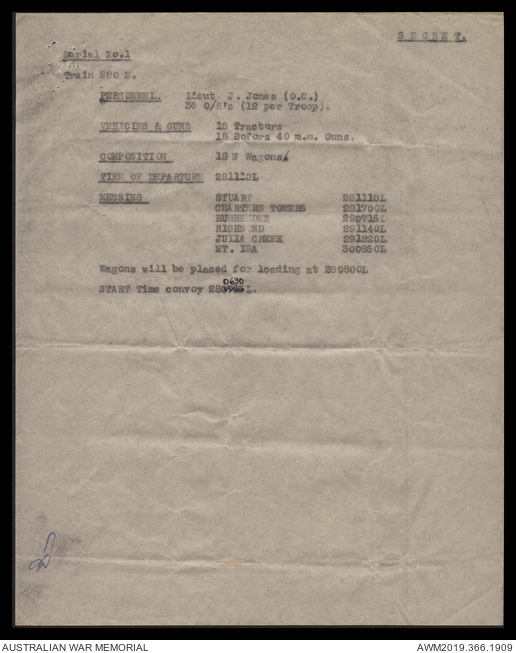 S E C R E T.
Serial No.1
Train 280 M.
PERSONNEL. Lieut. J. Jones (O.C.)
36 O/R's (12 per Troop).
VEHICLES & GUNS 18 Tractors
18 Bofors 40 m.m. Guns.
COMPOSITION 18 W Wagons
TIME OF DEPARTURE 281110L
MESSING STUART 281110L
CHARTERS TOWERS 281700L
HUGHENDEN 290715L
RICHMOND 291140L
JULIA CREEK 291820L
MT. ISA 300850L
Wagons will be placed for loading at 280800L
0630
START Time convoy 28 L.
AUSTRALIAN WAR MEMORIAL AWM2019.366.1909